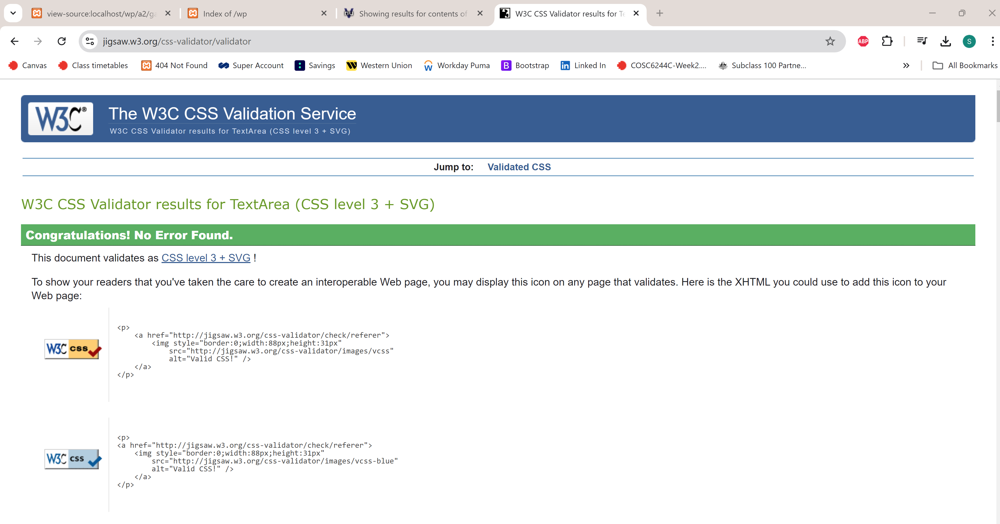 view-source:localhost/wp/a2/ga
Index of /wp
Showing results for contents of
W3C CSS Validator results for Te
jigsaw.w3.org/css-validator/validator
ABP
S
Canvas
Class timetables
404 Not Found
Super Account
Savings
Western Union
Workday Puma
Bootstrap
Linked In
COSC6244C-Week2....
Subclass 100 Partne...
All Bookmarks
W3C®
The W3C CSS Validation Service
W3C CSS Validator results for TextArea (CSS level 3 + SVG)
Jump to: Validated CSS
W3C CSS Validator results for TextArea (CSS level 3 + SVG)
Congratulations! No Error Found.
This document validates as CSS level 3 + SVG !
To show your readers that you've taken the care to create an interoperable Web page, you may display this icon on any page that validates. Here is the XHTML you could use to add this icon to your
Web page:
W3C css
<p>
<a href="http://jigsaw.w3.org/css-validator/check/referer">
<img style="border:0;width:88px;height:31px"
src="http://jigsaw.w3.org/css-validator/images/vcss"
alt="Valid CSS!" />
</a>
</p>
W3C css
<p>
<a href="http://jigsaw.w3.org/css-validator/check/referer">
<img style="border:0;width:88px;height:31px"
src="http://jigsaw.w3.org/css-validator/images/vcss-blue"
alt="Valid CSS!" />
</a>
</p>